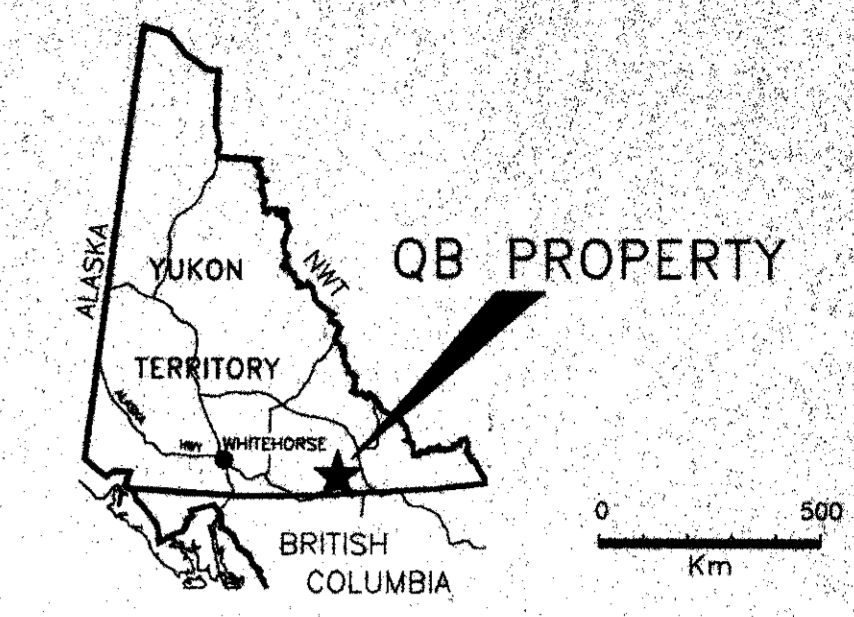 QB PROPERTY
ALASKA
YUKON
NWT
TERRITORY
ALASKA
HWY
WHITEHORSE
0 500
Km
BRITISH
COLUMBIA